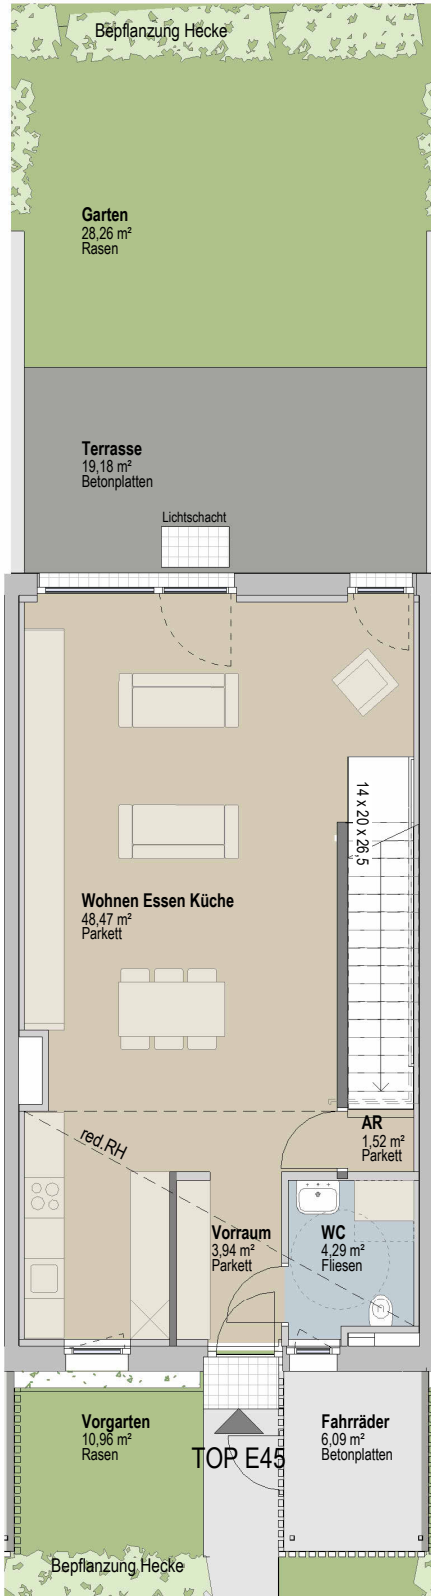 Bepflanzung Hecke
Garten
28,26 m²
Rasen
Terrasse
19,18 m²
Betonplatten
Lichtschacht
14 x 20 x 26,5
Wohnen Essen Küche
48,47 m²
Parkett
AR
1,52 m²
Parkett
red.RH
Vorraum
3,94 m²
Parkett
WC
4,29 m²
Fliesen
Vorgarten
10,96 m²
Rasen
Fahrräder
6,09 m²
Betonplatten
TOP E45
Bepflanzung Hecke